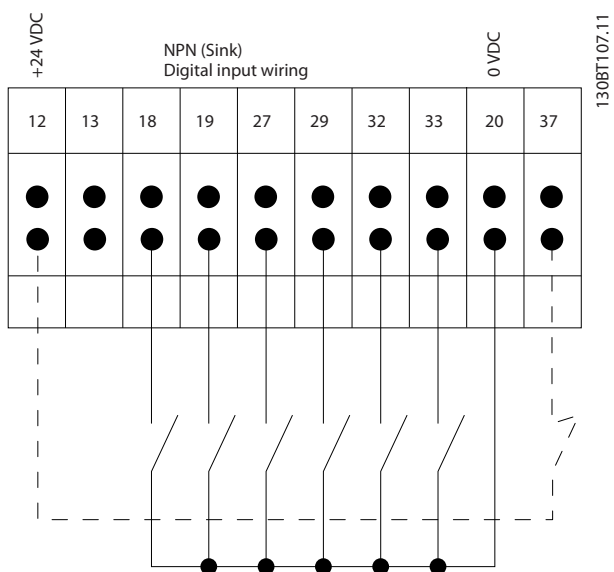 +24 VDC
NPN (Sink)
Digital input wiring
0 VDC
130BT107.11
12 13 18 19 27 29 32 33 20 37